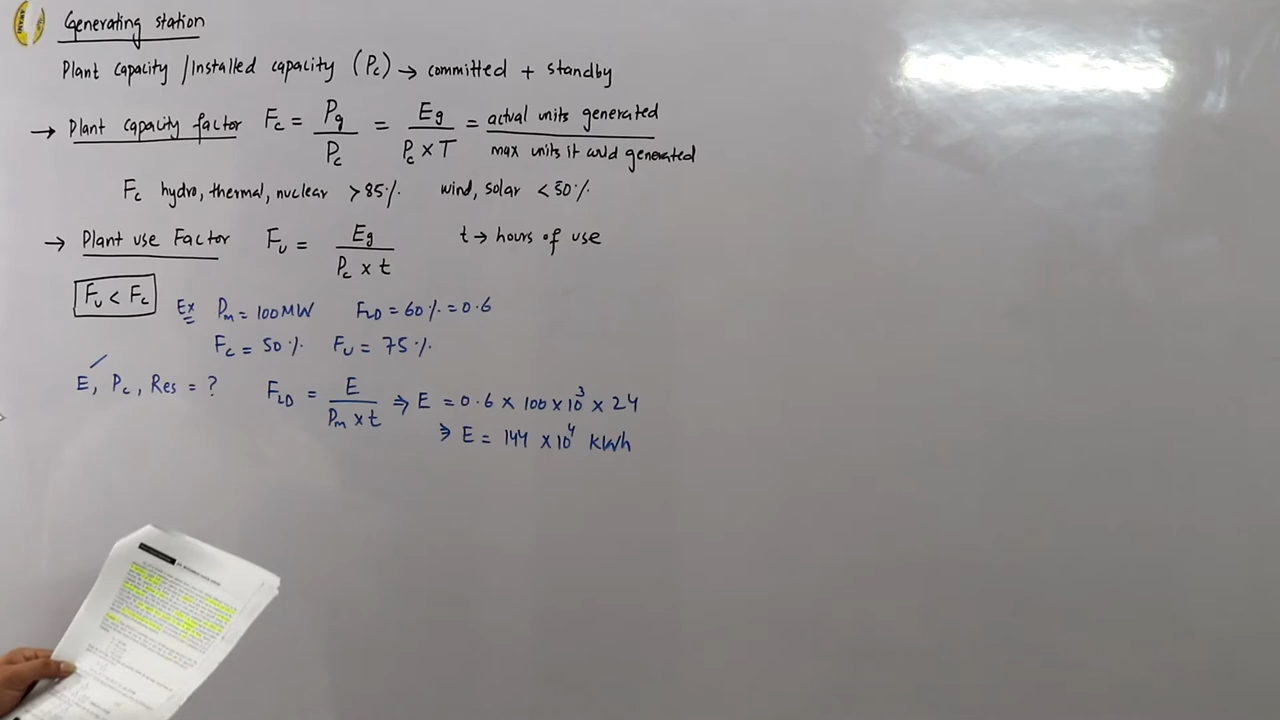 Generating station
Plant capacity / Installed capacity (Pc) → committed + standby
→ Plant capacity factor Fc = Pg / Pc = Eg / Pc × T = actual units generated / max units it could generated
Fc hydro, thermal, nuclear > 85% wind, solar < 50%
→ Plant use Factor Fu = Eg / Pc × t t → hours of use
Fu < Fc
Ex Pm = 100MW FLD = 60% = 0.6
Fc = 50% Fu = 75%
E, Pc, Res = ? FLD = E / Pm × t ⇒ E = 0.6 × 100 × 10³ × 24
⇒ E = 144 × 10⁴ kWh